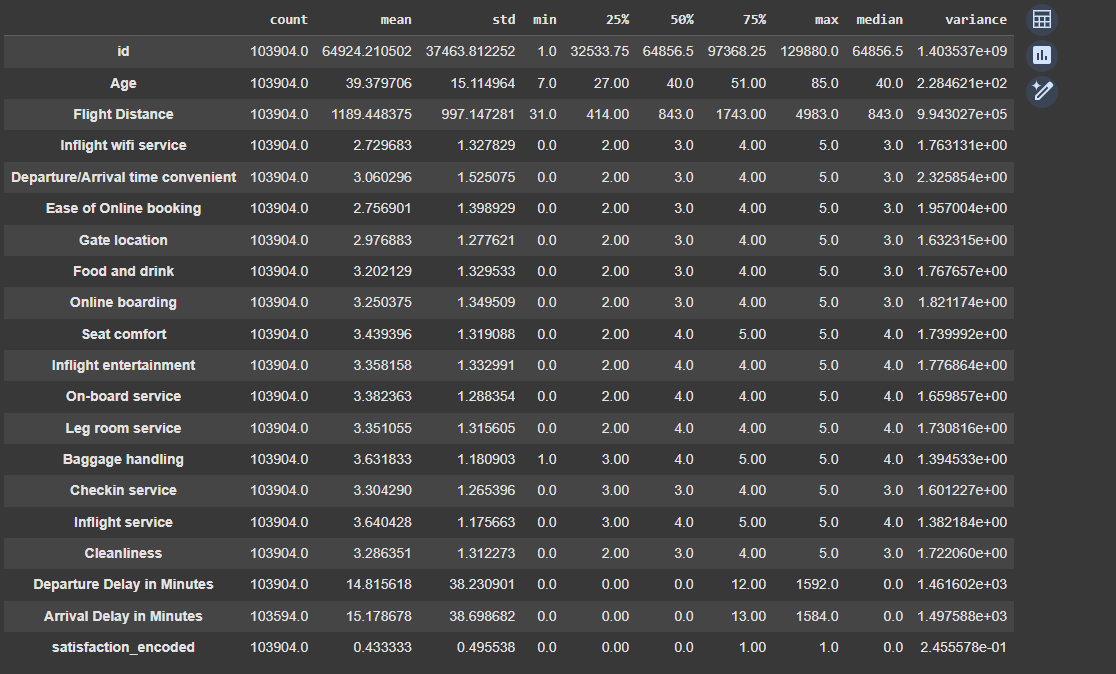 count mean std min 25% 50% 75% max median variance
id 103904.0 64924.210502 37463.812252 1.0 32533.75 64856.5 97368.25 129880.0 64856.5 1.403537e+09
Age 103904.0 39.379706 15.114964 7.0 27.00 40.0 51.00 85.0 40.0 2.284621e+02
Flight Distance 103904.0 1189.448375 997.147281 31.0 414.00 843.0 1743.00 4983.0 843.0 9.943027e+05
Inflight wifi service 103904.0 2.729683 1.327829 0.0 2.00 3.0 4.00 5.0 3.0 1.763131e+00
Departure/Arrival time convenient 103904.0 3.060296 1.525075 0.0 2.00 3.0 4.00 5.0 3.0 2.325854e+00
Ease of Online booking 103904.0 2.756901 1.398929 0.0 2.00 3.0 4.00 5.0 3.0 1.957004e+00
Gate location 103904.0 2.976883 1.277621 0.0 2.00 3.0 4.00 5.0 3.0 1.632315e+00
Food and drink 103904.0 3.202129 1.329533 0.0 2.00 3.0 4.00 5.0 3.0 1.767657e+00
Online boarding 103904.0 3.250375 1.349509 0.0 2.00 3.0 4.00 5.0 3.0 1.821174e+00
Seat comfort 103904.0 3.439396 1.319088 0.0 2.00 4.0 5.00 5.0 4.0 1.739992e+00
Inflight entertainment 103904.0 3.358158 1.332991 0.0 2.00 4.0 4.00 5.0 4.0 1.776864e+00
On-board service 103904.0 3.382363 1.288354 0.0 2.00 4.0 4.00 5.0 4.0 1.659857e+00
Leg room service 103904.0 3.351055 1.315605 0.0 2.00 4.0 4.00 5.0 4.0 1.730816e+00
Baggage handling 103904.0 3.631833 1.180903 1.0 3.00 4.0 5.00 5.0 4.0 1.394533e+00
Checkin service 103904.0 3.304290 1.265396 0.0 3.00 3.0 4.00 5.0 3.0 1.601227e+00
Inflight service 103904.0 3.640428 1.175663 0.0 3.00 4.0 5.00 5.0 4.0 1.382184e+00
Cleanliness 103904.0 3.286351 1.312273 0.0 2.00 3.0 4.00 5.0 3.0 1.722060e+00
Departure Delay in Minutes 103904.0 14.815618 38.230901 0.0 0.00 0.0 12.00 1592.0 0.0 1.461602e+03
Arrival Delay in Minutes 103594.0 15.178678 38.698682 0.0 0.00 0.0 13.00 1584.0 0.0 1.497588e+03
satisfaction_encoded 103904.0 0.433333 0.495538 0.0 0.00 0.0 1.00 1.0 0.0 2.455578e-01